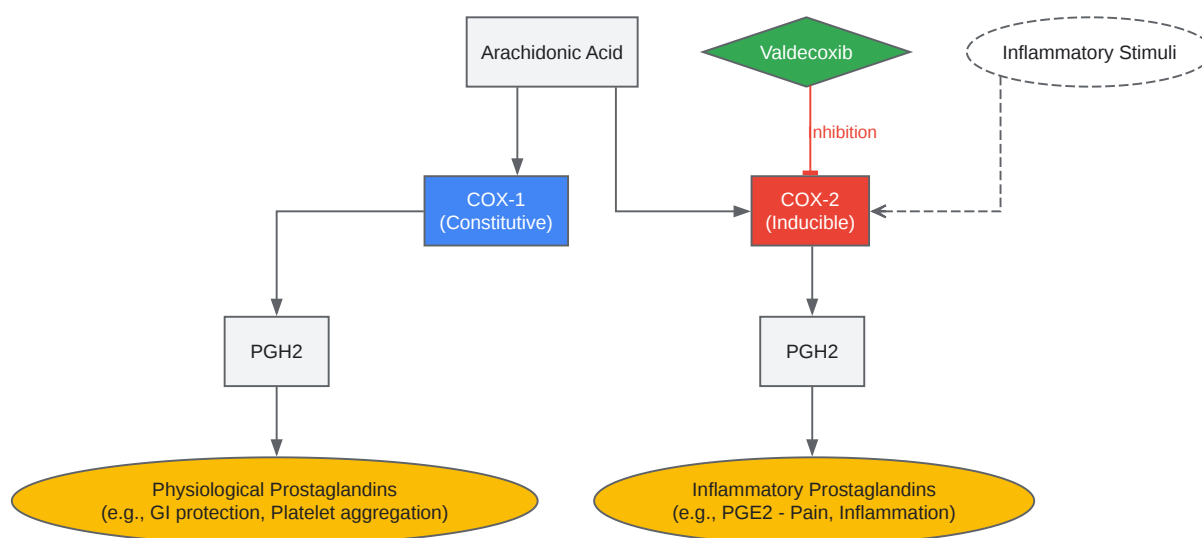 Arachidonic Acid
Valdecoxib
Inflammatory Stimuli
Inhibition
COX-1
(Constitutive)
COX-2
(Inducible)
PGH2
PGH2
Physiological Prostaglandins
(e.g., GI protection, Platelet aggregation)
Inflammatory Prostaglandins
(e.g., PGE2 - Pain, Inflammation)